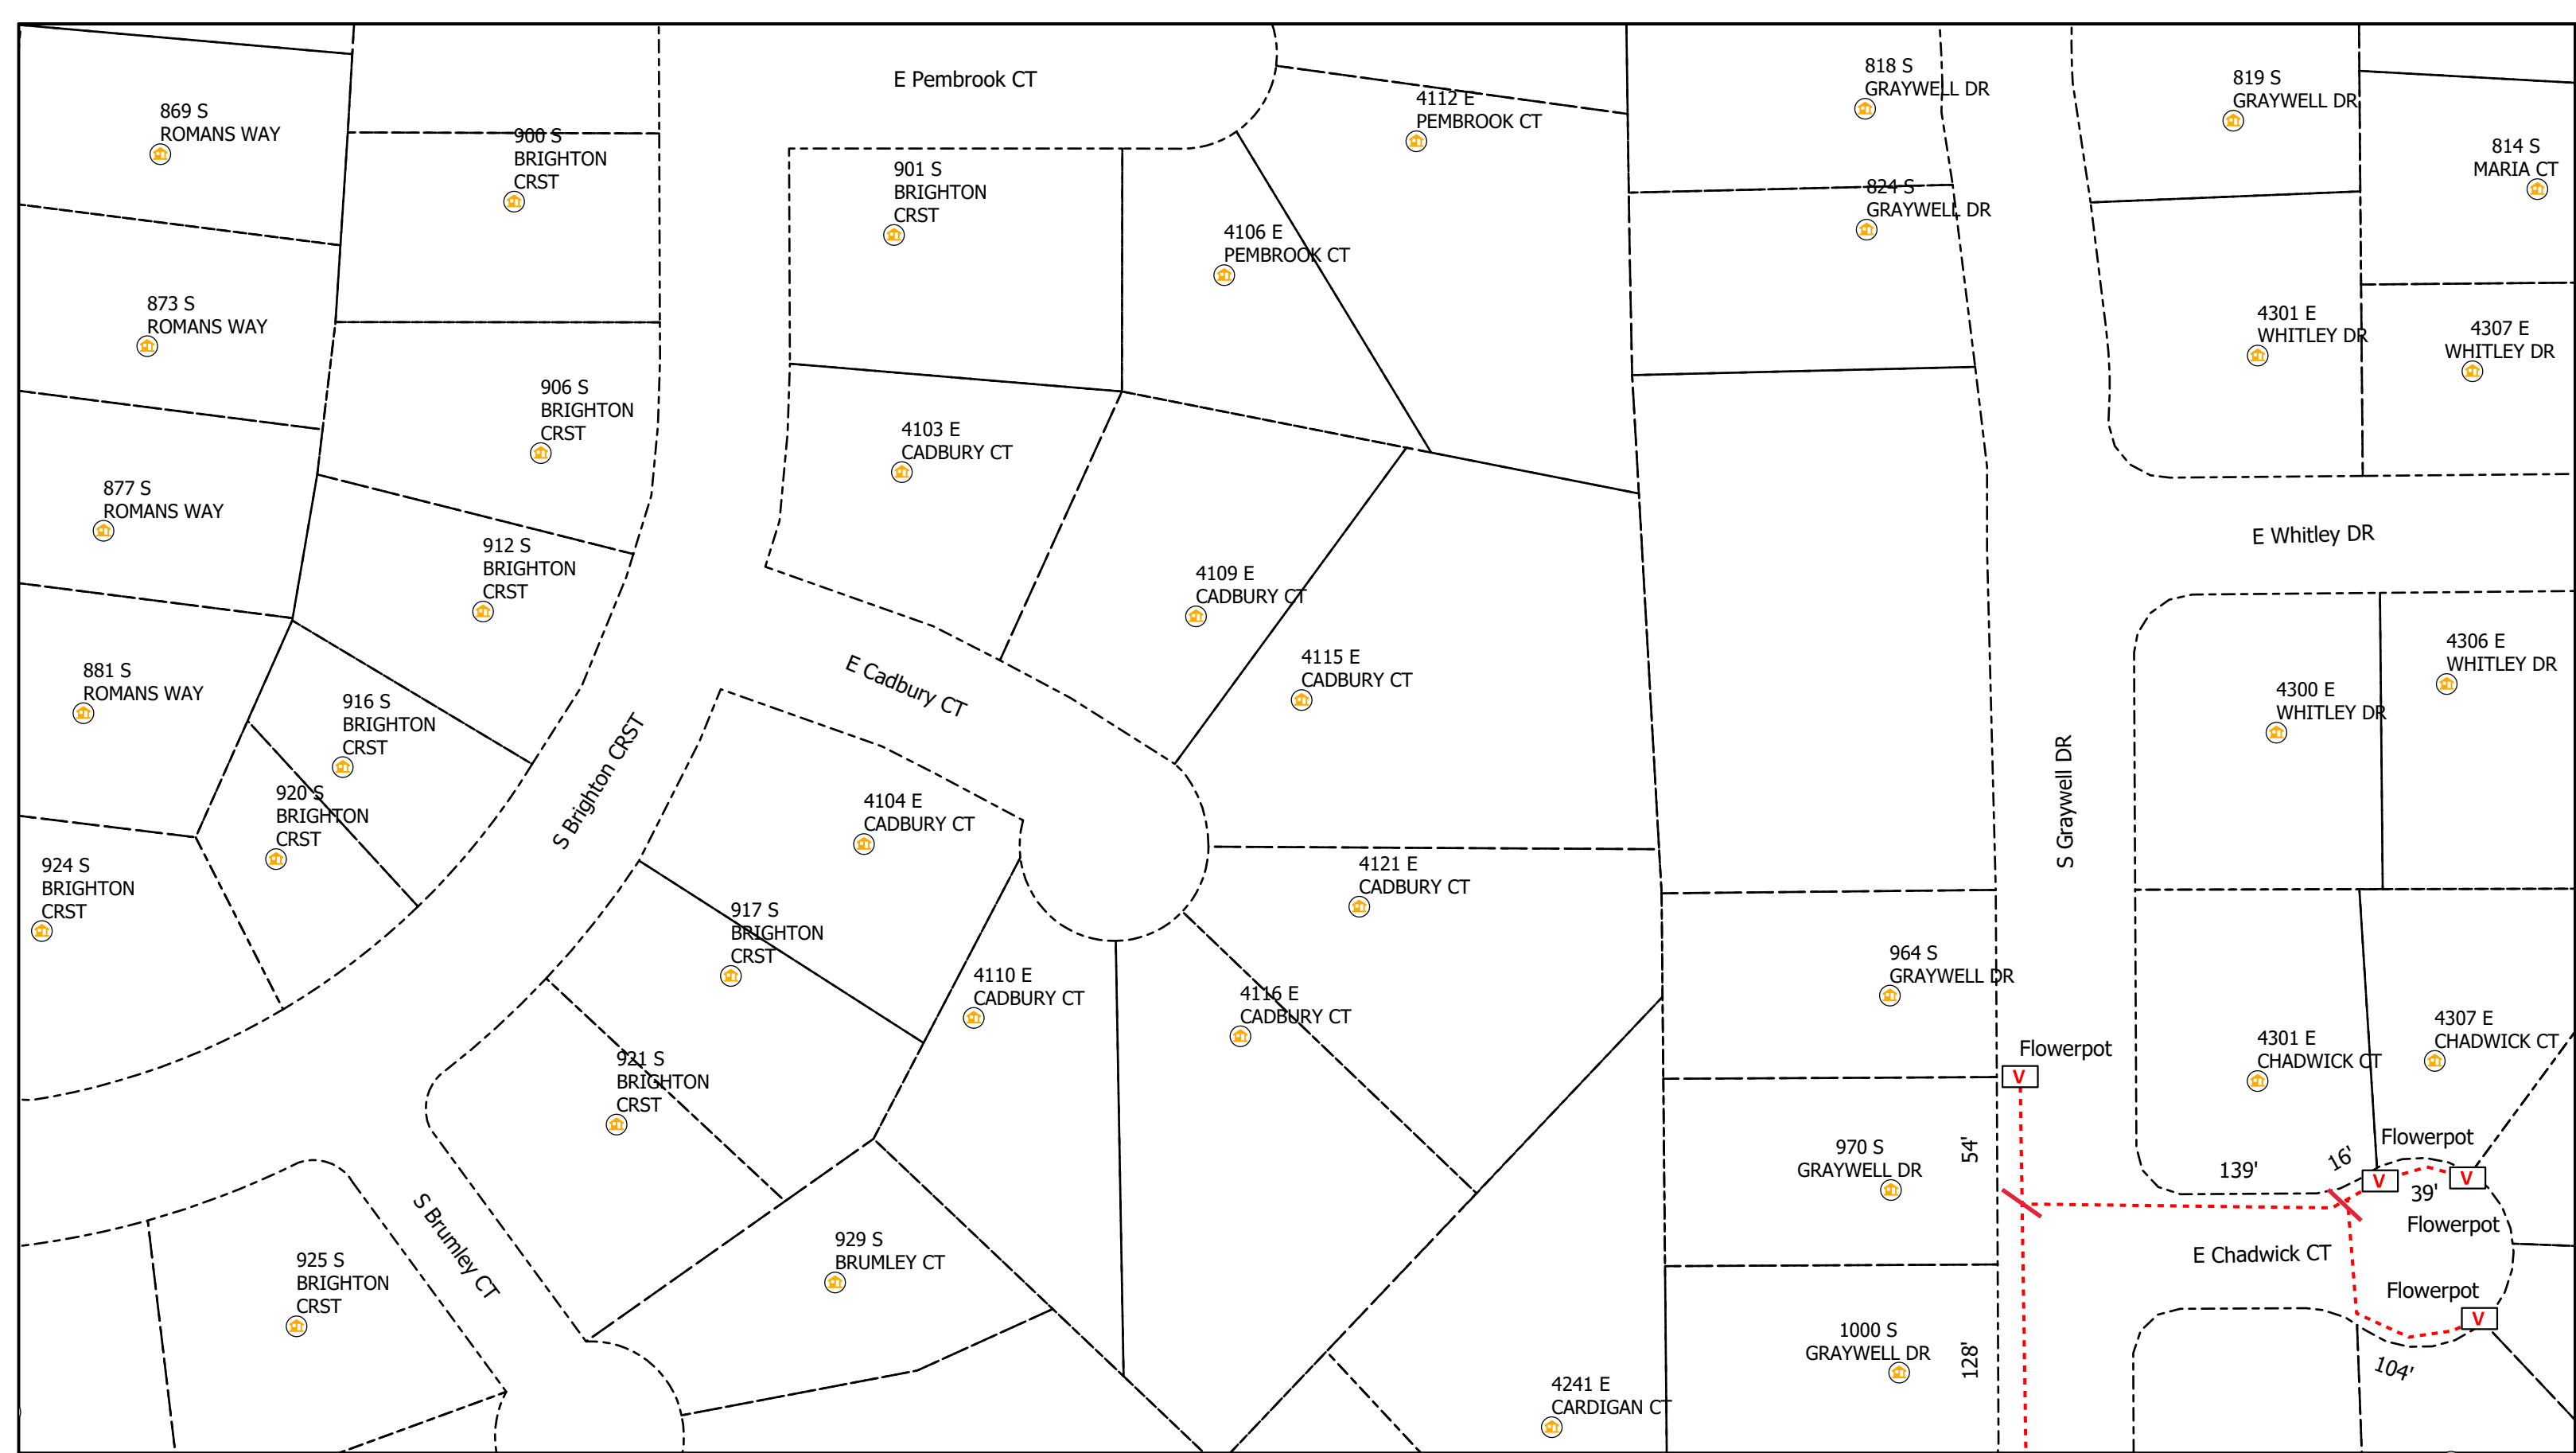 E Pembrook CT
818 S
GRAYWELL DR
819 S
GRAYWELL DR
869 S
ROMANS WAY
4112 E
PEMBROOK CT
900 S
BRIGHTON
CRST
814 S
MARIA CT
901 S
BRIGHTON
CRST
824 S
GRAYWELL DR
4106 E
PEMBROOK CT
873 S
ROMANS WAY
4301 E
WHITLEY DR
4307 E
WHITLEY DR
906 S
BRIGHTON
CRST
4103 E
CADBURY CT
877 S
ROMANS WAY
912 S
BRIGHTON
CRST
E Whitley DR
4109 E
CADBURY CT
4115 E
CADBURY CT
4306 E
WHITLEY DR
881 S
ROMANS WAY
E Cadbury CT
4300 E
WHITLEY DR
916 S
BRIGHTON
CRST
S Brighton CRST
S Graywell DR
920 S
BRIGHTON
CRST
4104 E
CADBURY CT
924 S
BRIGHTON
CRST
4121 E
CADBURY CT
917 S
BRIGHTON
CRST
964 S
GRAYWELL DR
4110 E
CADBURY CT
4116 E
CADBURY CT
4307 E
CHADWICK CT
4301 E
CHADWICK CT
Flowerpot
V
921 S
BRIGHTON
CRST
970 S
GRAYWELL DR
54'
139'
16'
Flowerpot
V
V
39'
Flowerpot
S Brumley CT
929 S
BRUMLEY CT
E Chadwick CT
925 S
BRIGHTON
CRST
Flowerpot
V
1000 S
GRAYWELL DR
128'
104'
4241 E
CARDIGAN CT